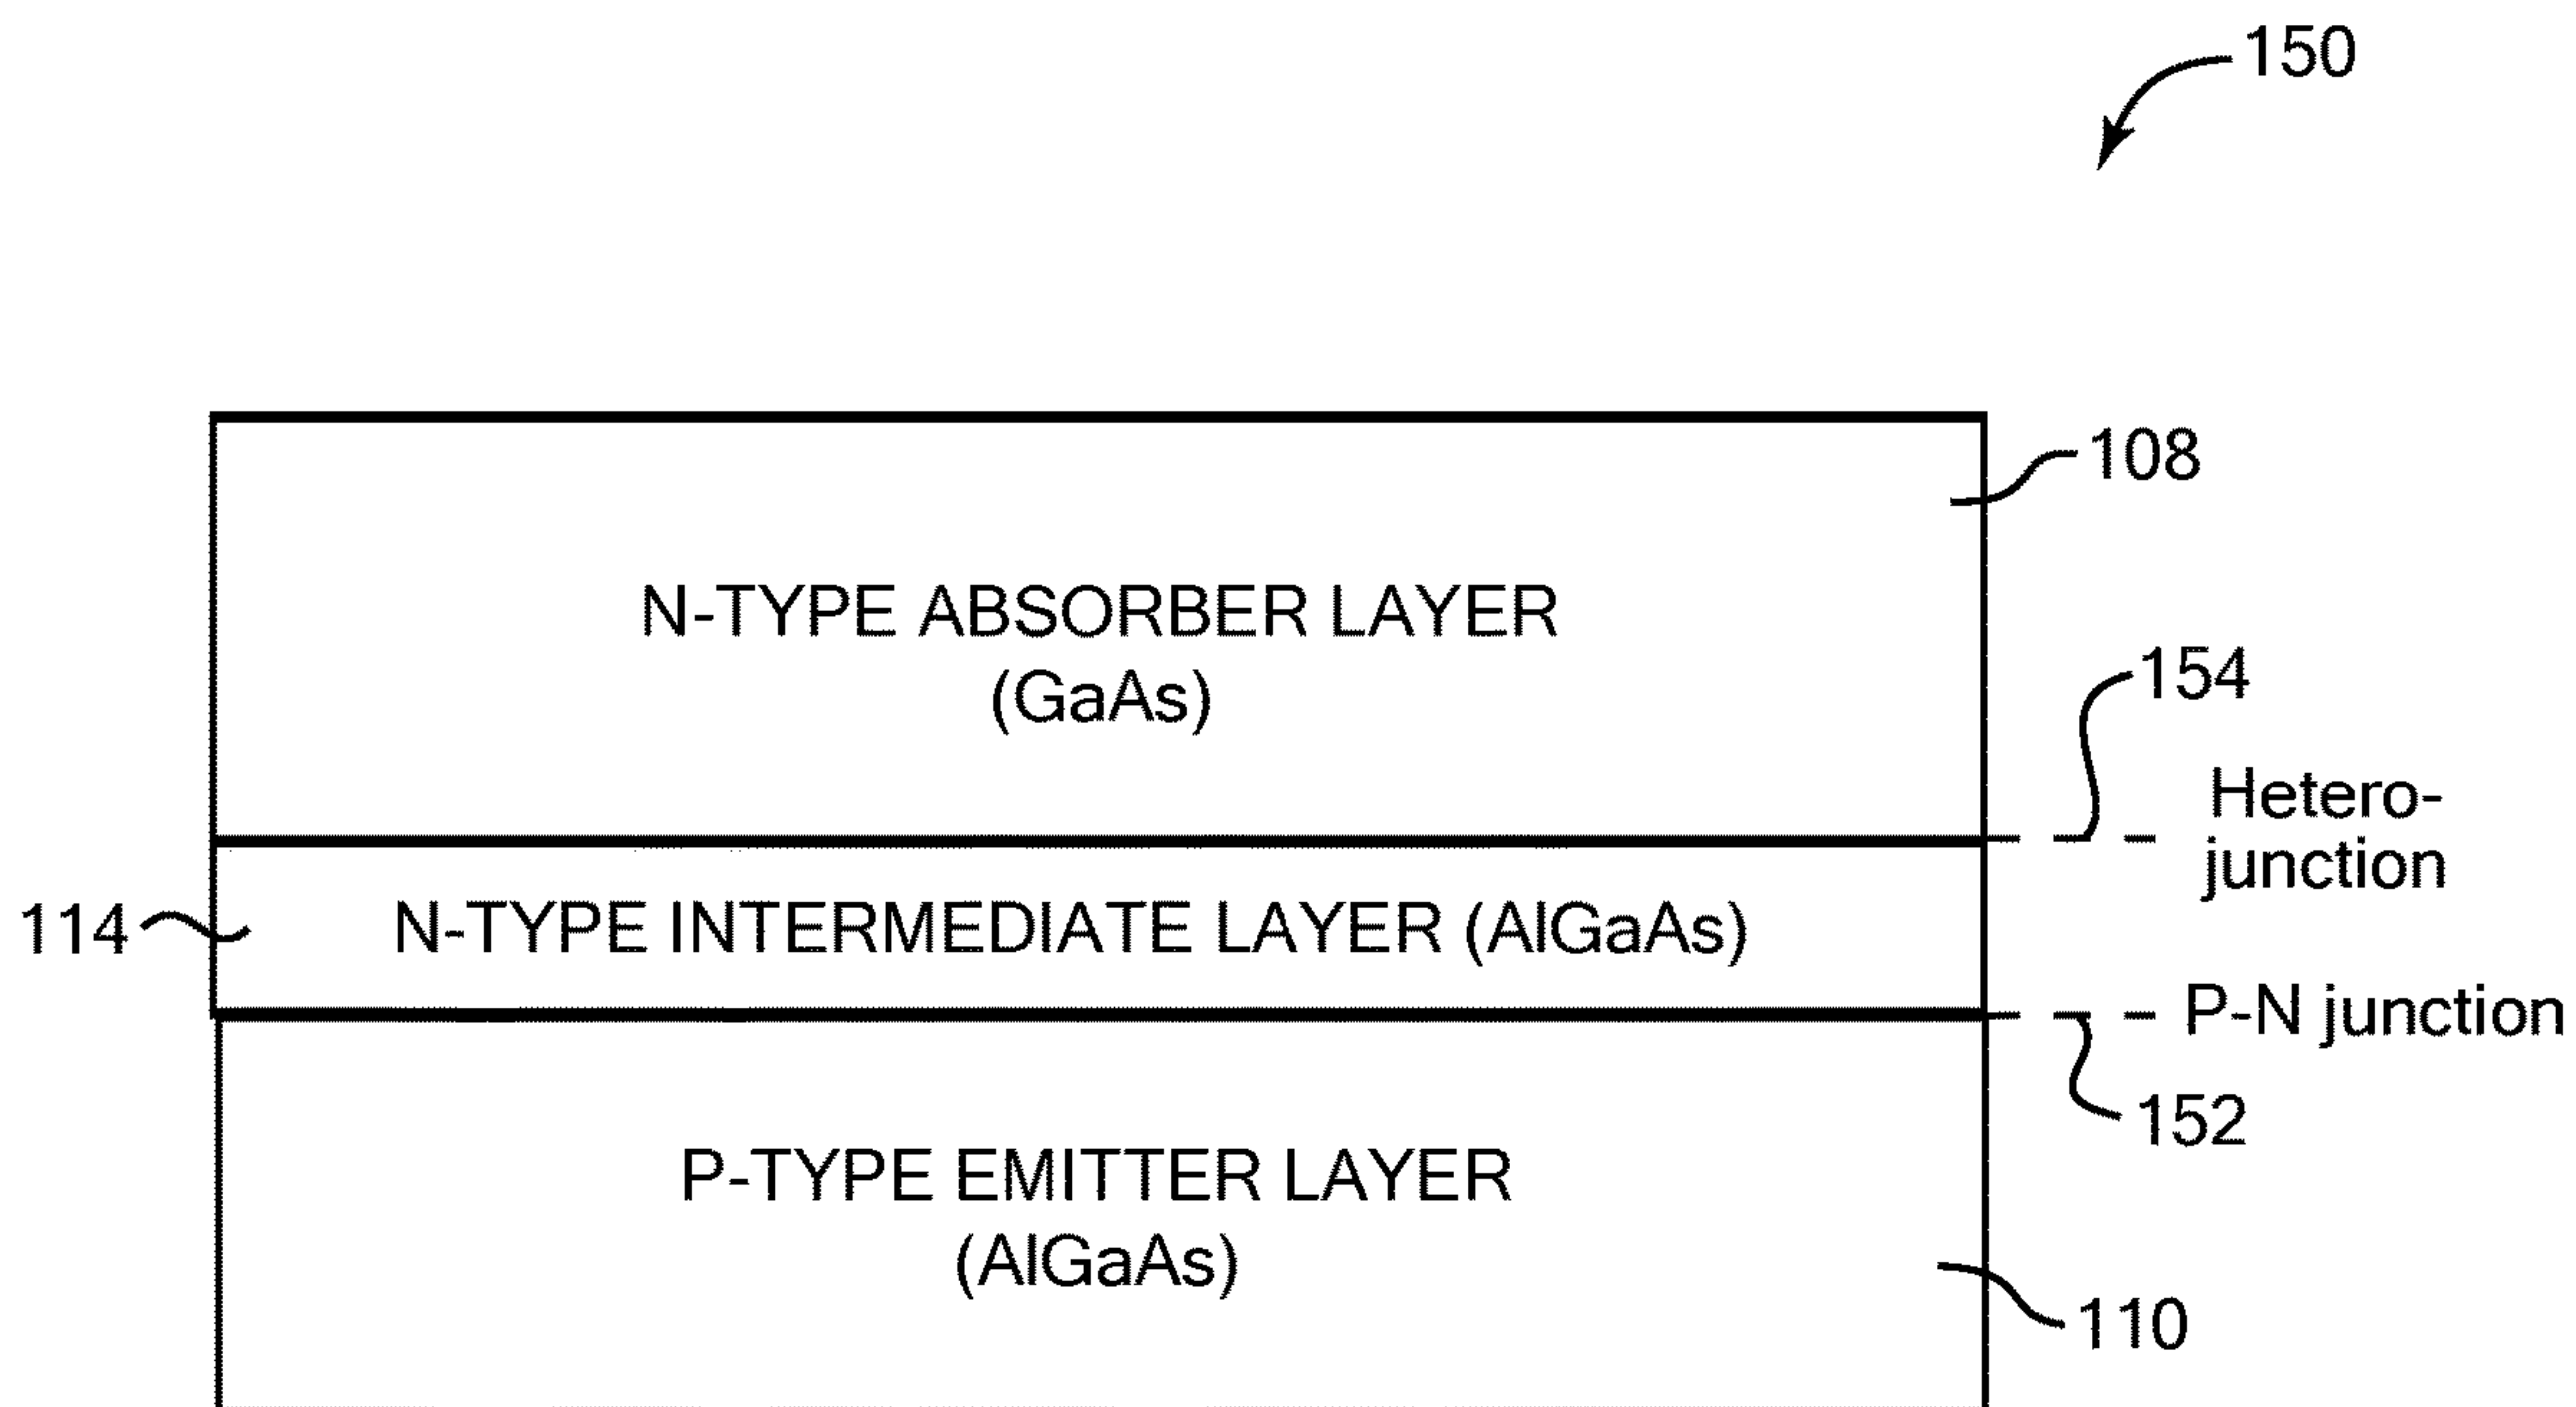 150
108
N-TYPE ABSORBER LAYER
(GaAs)
154
Hetero-
junction
114
N-TYPE INTERMEDIATE LAYER (AlGaAs)
P-N junction
152
P-TYPE EMITTER LAYER
(AlGaAs)
110